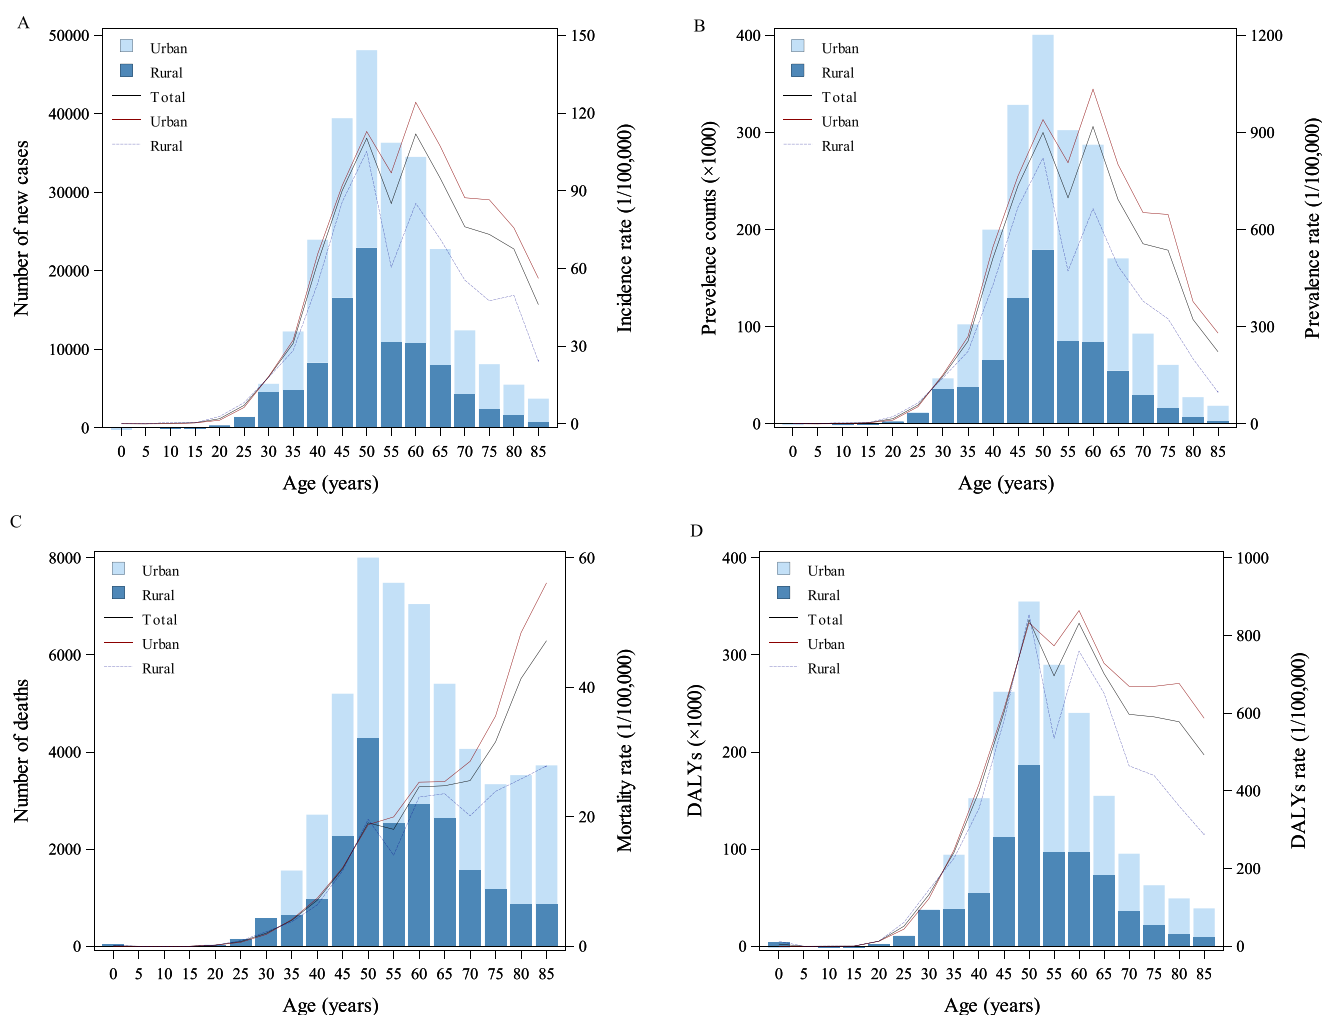 A
Number of new cases
50000
40000
30000
20000
10000
0
Urban
Rural
Total
Urban
Rural
150
120
90
60
30
0
Incidence rate (1/100,000)
0 5 10 15 20 25 30 35 40 45 50 55 60 65 70 75 80 85
Age (years)
B
Prevelence counts (×1000)
400
300
200
100
0
Urban
Rural
Total
Urban
Rural
1200
900
600
300
0
Prevalence rate (1/100,000)
0 5 10 15 20 25 30 35 40 45 50 55 60 65 70 75 80 85
Age (years)
C
Number of deaths
8000
6000
4000
2000
0
Urban
Rural
Total
Urban
Rural
60
40
20
0
Mortality rate (1/100,000)
0 5 10 15 20 25 30 35 40 45 50 55 60 65 70 75 80 85
Age (years)
D
DALYs (×1000)
400
300
200
100
0
Urban
Rural
Total
Urban
Rural
1000
800
600
400
200
0
DALYs rate (1/100,000)
0 5 10 15 20 25 30 35 40 45 50 55 60 65 70 75 80 85
Age (years)